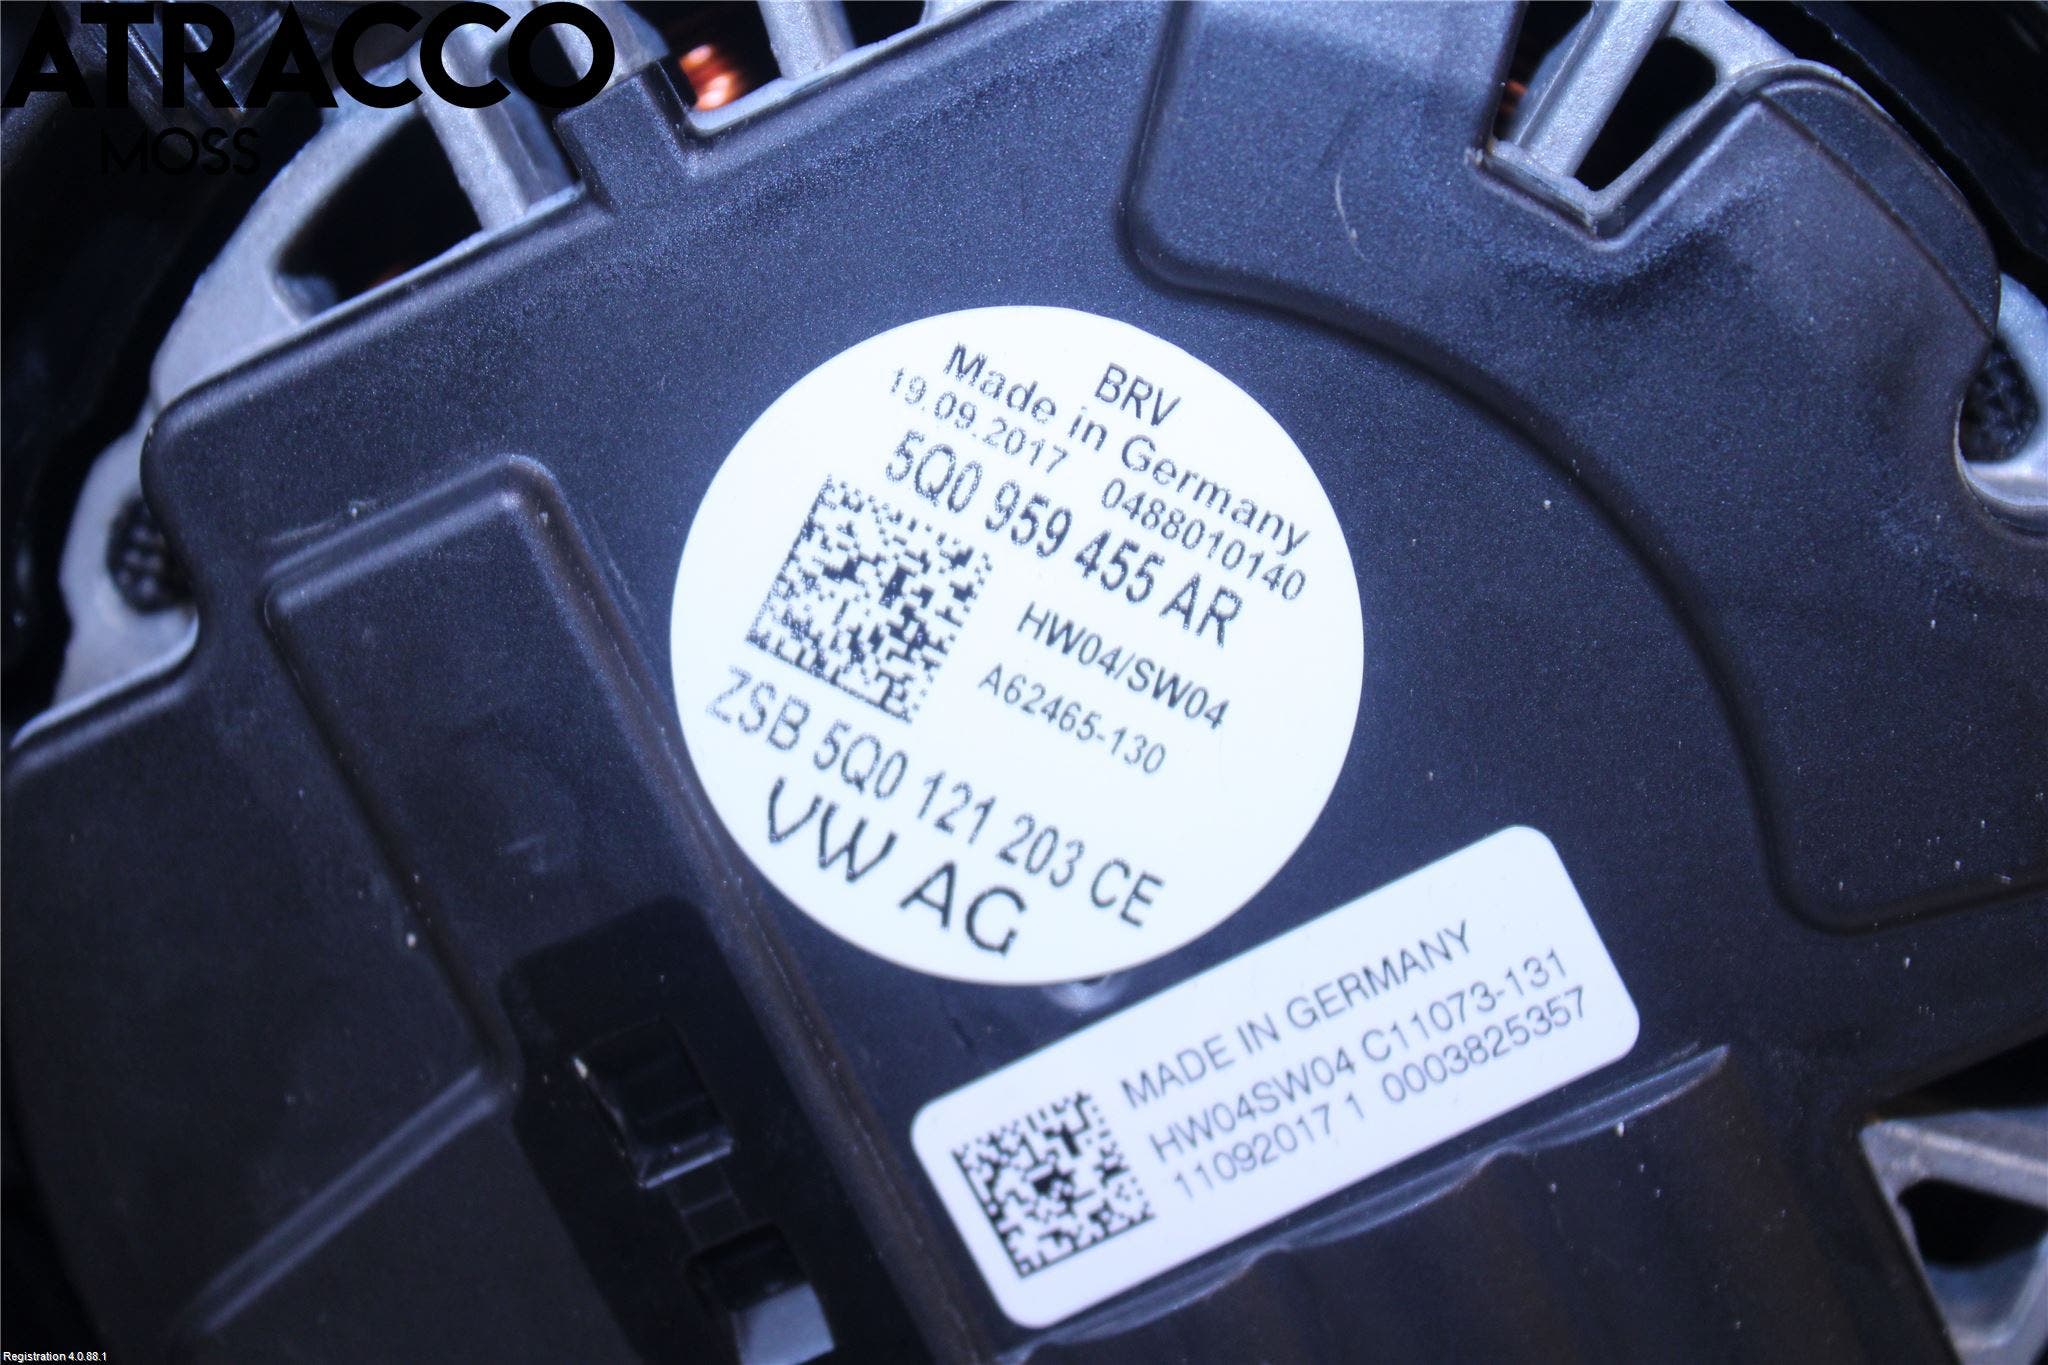 ATRACCO
MOSS
BRV
Made in Germany
19.09.2017 0488010140
5Q0 959 455 AR
HW04/SW04
A62465-130
ZSB 5Q0 121 203 CE
VW AG
MADE IN GERMANY
HW04SW04 C11073-131
11092017 1 0003825357
Registration 4.0.88.1